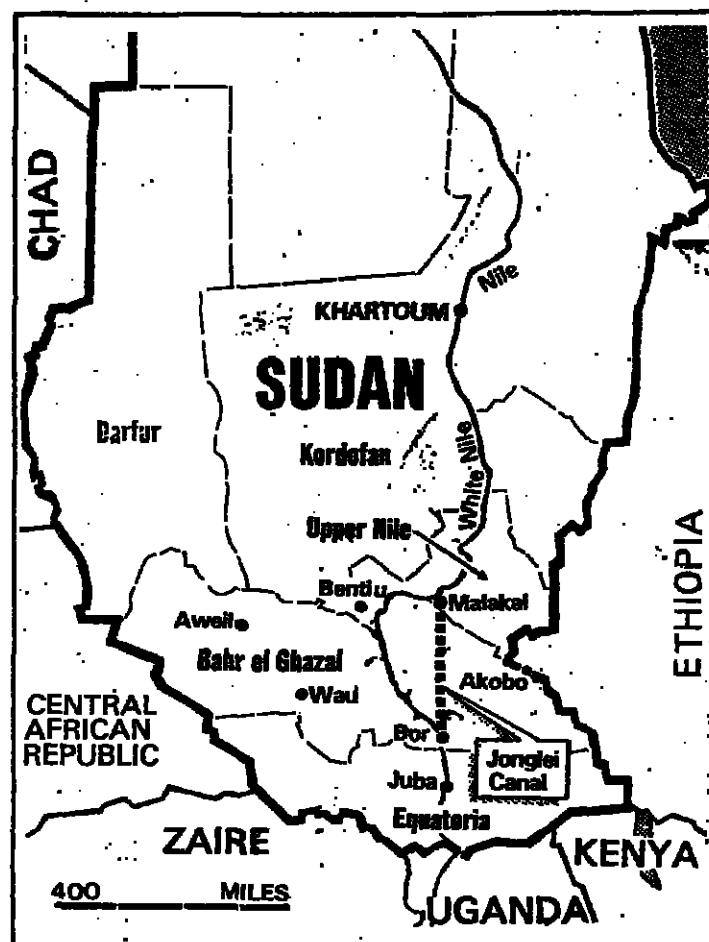 CHAD
Nile
KHARTOUM
SUDAN
Darfur
Kordofan
White Nile
Upper Nile
ETHIOPIA
Bentiu
Malakal
Aweil
Bahr el Ghazal
Akobo
Wau
CENTRAL
AFRICAN
REPUBLIC
Bor
Jonglei
Canal
Juba
Equatoria
ZAIRE
KENYA
400 MILES
UGANDA